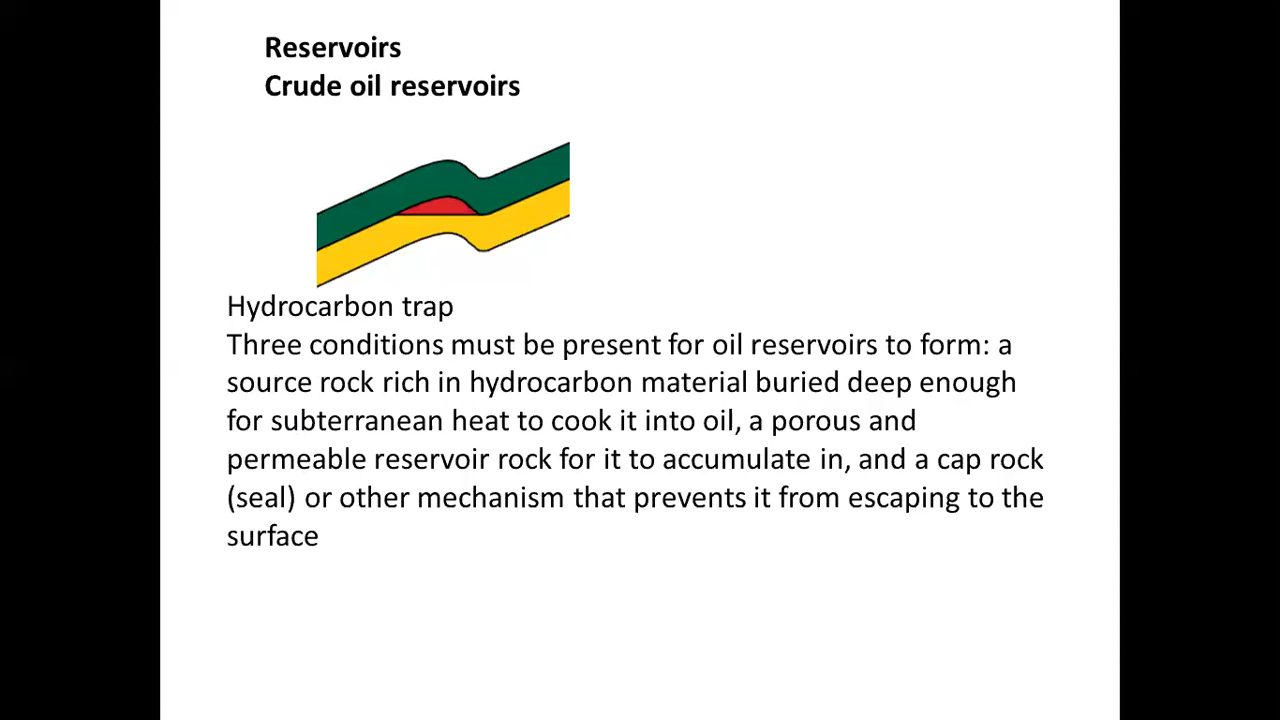 Reservoirs
Crude oil reservoirs
Hydrocarbon trap
Three conditions must be present for oil reservoirs to form: a
source rock rich in hydrocarbon material buried deep enough
for subterranean heat to cook it into oil, a porous and
permeable reservoir rock for it to accumulate in, and a cap rock
(seal) or other mechanism that prevents it from escaping to the
surface